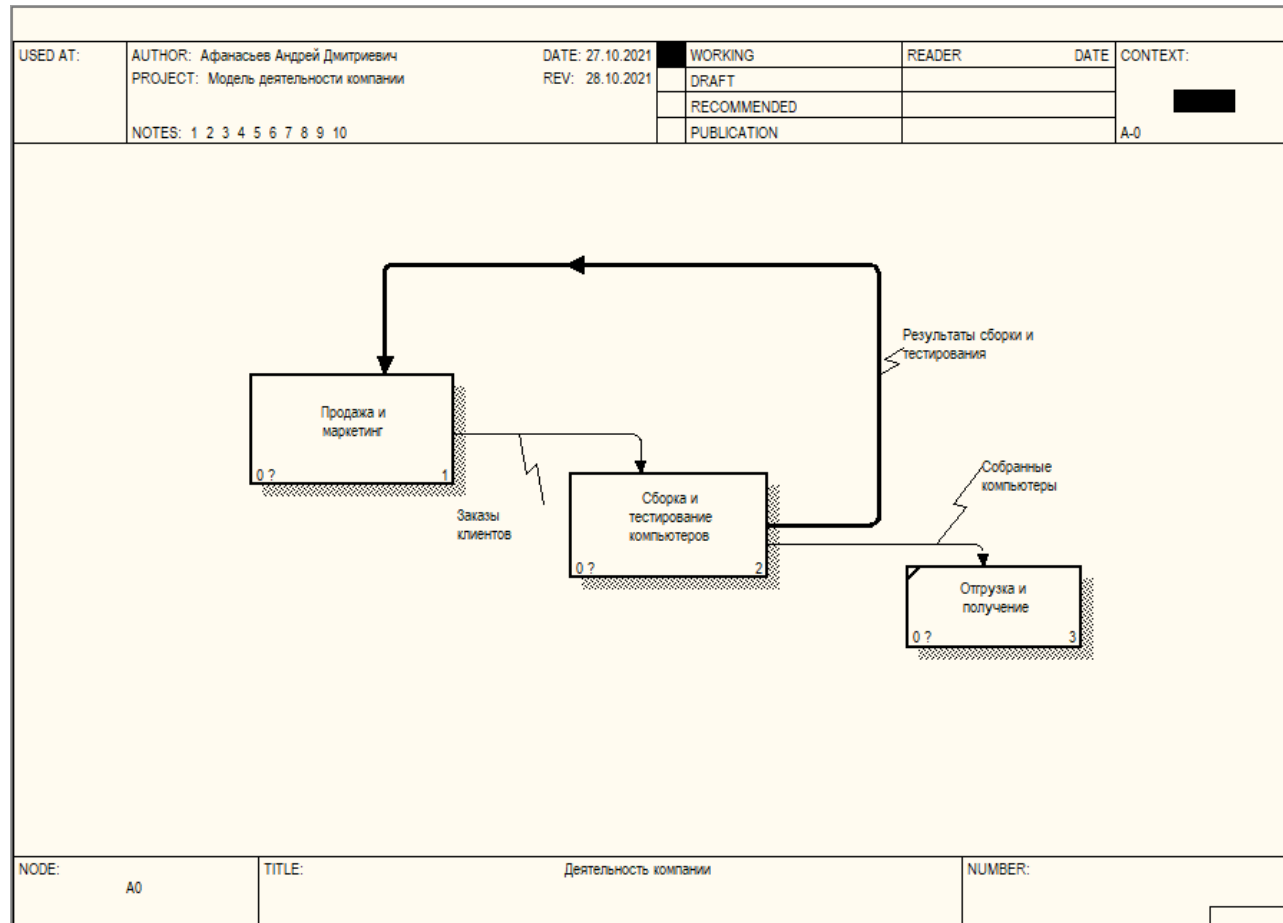 USED AT:
AUTHOR: Афанасьев Андрей Дмитриевич
DATE: 27.10.2021
PROJECT: Модель деятельности компании
REV: 28.10.2021
NOTES: 1 2 3 4 5 6 7 8 9 10
WORKING
DRAFT
RECOMMENDED
PUBLICATION
READER
DATE
CONTEXT:
A-0
Результаты сборки и
тестирования
Продажа и
маркетинг
0 ?
1
Заказы
клиентов
Сборка и
тестирование
компьютеров
0 ?
2
Собранные
компьютеры
Отгрузка и
получение
0 ?
3
NODE:
A0
TITLE:
Деятельность компании
NUMBER: